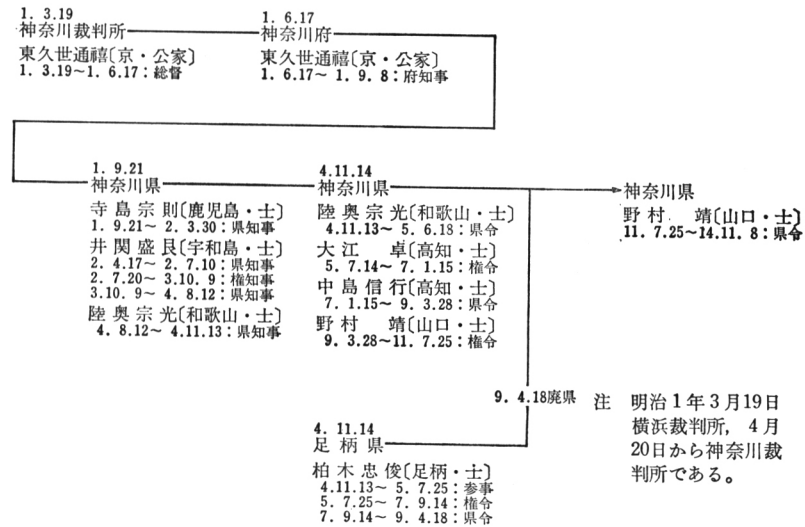 1. 3.19
神奈川裁判所
東久世通禧〔京・公家〕
1. 3.19～1. 6.17：総督
1. 6.17
神奈川府
東久世通禧〔京・公家〕
1. 6.17～ 1. 9. 8：府知事
1. 9.21
神奈川県
寺島宗則〔鹿児島・士〕
1. 9.21～ 2. 3.30：県知事
井関盛艮〔宇和島・士〕
2. 4.17～ 2. 7.10：県知事
2. 7.20～ 3.10. 9：権知事
3.10. 9～ 4. 8.12：県知事
陸奥宗光〔和歌山・士〕
4. 8.12～ 4.11.13：県知事
4.11.14
神奈川県
陸奥宗光〔和歌山・士〕
4.11.13～ 5. 6.18：県令
大江 卓〔高知・士〕
5. 7.14～ 7. 1.15：権令
中島信行〔高知・士〕
7. 1.15～ 9. 3.28：県令
野村 靖〔山口・士〕
9. 3.28～11. 7.25：権令
神奈川県
野村 靖〔山口・士〕
11. 7.25～14.11. 8：県令
9. 4.18廃県
4. 11.14
足柄県
柏木忠俊〔足柄・士〕
4.11.13～ 5. 7.25：参事
5. 7.25～ 7. 9.14：権令
7. 9.14～ 9. 4.18：県令
注 明治1年3月19日
横浜裁判所，4月
20日から神奈川裁
判所である。